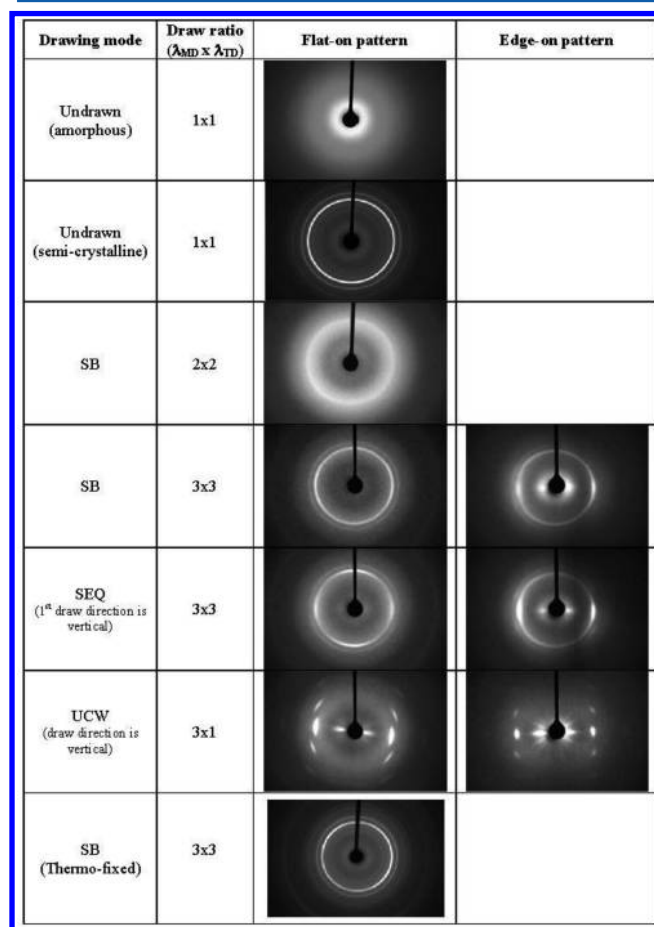 Drawing mode
Draw ratio
(λMD x λTD)
Flat-on pattern
Edge-on pattern
Undrawn
(amorphous)
1x1
Undrawn
(semi-crystalline)
1x1
SB
2x2
SB
3x3
SEQ
(1st draw direction is
vertical)
3x3
UCW
(draw direction is
vertical)
3x1
SB
(Thermo-fixed)
3x3